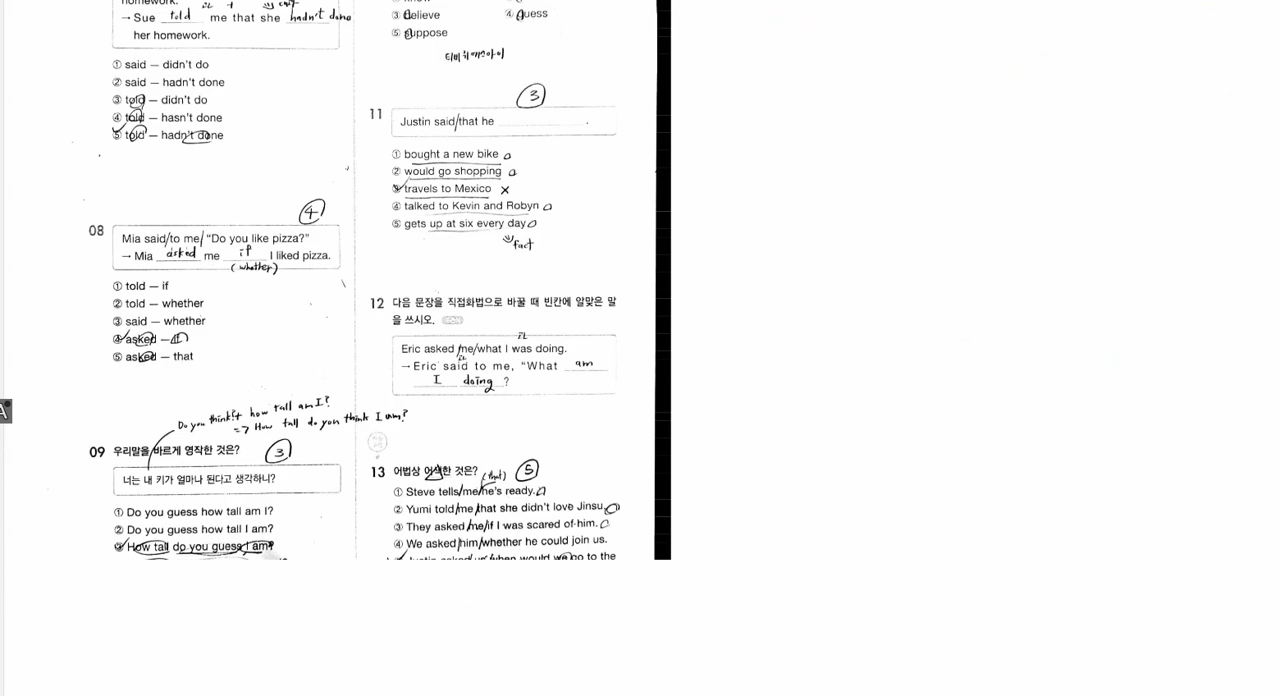 homework.
→ Sue told me that she hadn't done
her homework.
① said — didn't do
② said — hadn't done
③ told — didn't do
④ told — hasn't done
⑤ told — hadn't done
④
08
Mia said/to me/ "Do you like pizza?"
→ Mia asked me if I liked pizza.
(whether)
① told — if
② told — whether
③ said — whether
④ asked — if
⑤ asked — that
Do you think? + how tall am I?
=> How tall do you think I am?
09 우리말을 바르게 영작한 것은? ③
너는 내 키가 얼마나 된다고 생각하니?
① Do you guess how tall am I?
② Do you guess how tall I am?
③ How tall do you guess I am?
③ believe ④ guess
⑤ suppose
③
11
Justin said/that he .
① bought a new bike
② would go shopping
③ travels to Mexico X
④ talked to Kevin and Robyn
⑤ gets up at six every day
fact
12 다음 문장을 직접화법으로 바꿀 때 빈칸에 알맞은 말
을 쓰시오.
Eric asked /me/what I was doing.
→ Eric said to me, "What am
I doing ?
13 어법상 어색한 것은? (that) ⑤
① Steve tells/me/he's ready.
② Yumi told/me/that she didn't love Jinsu.
③ They asked/me/if I was scared of him.
④ We asked/him/whether he could join us.
when would we go to the